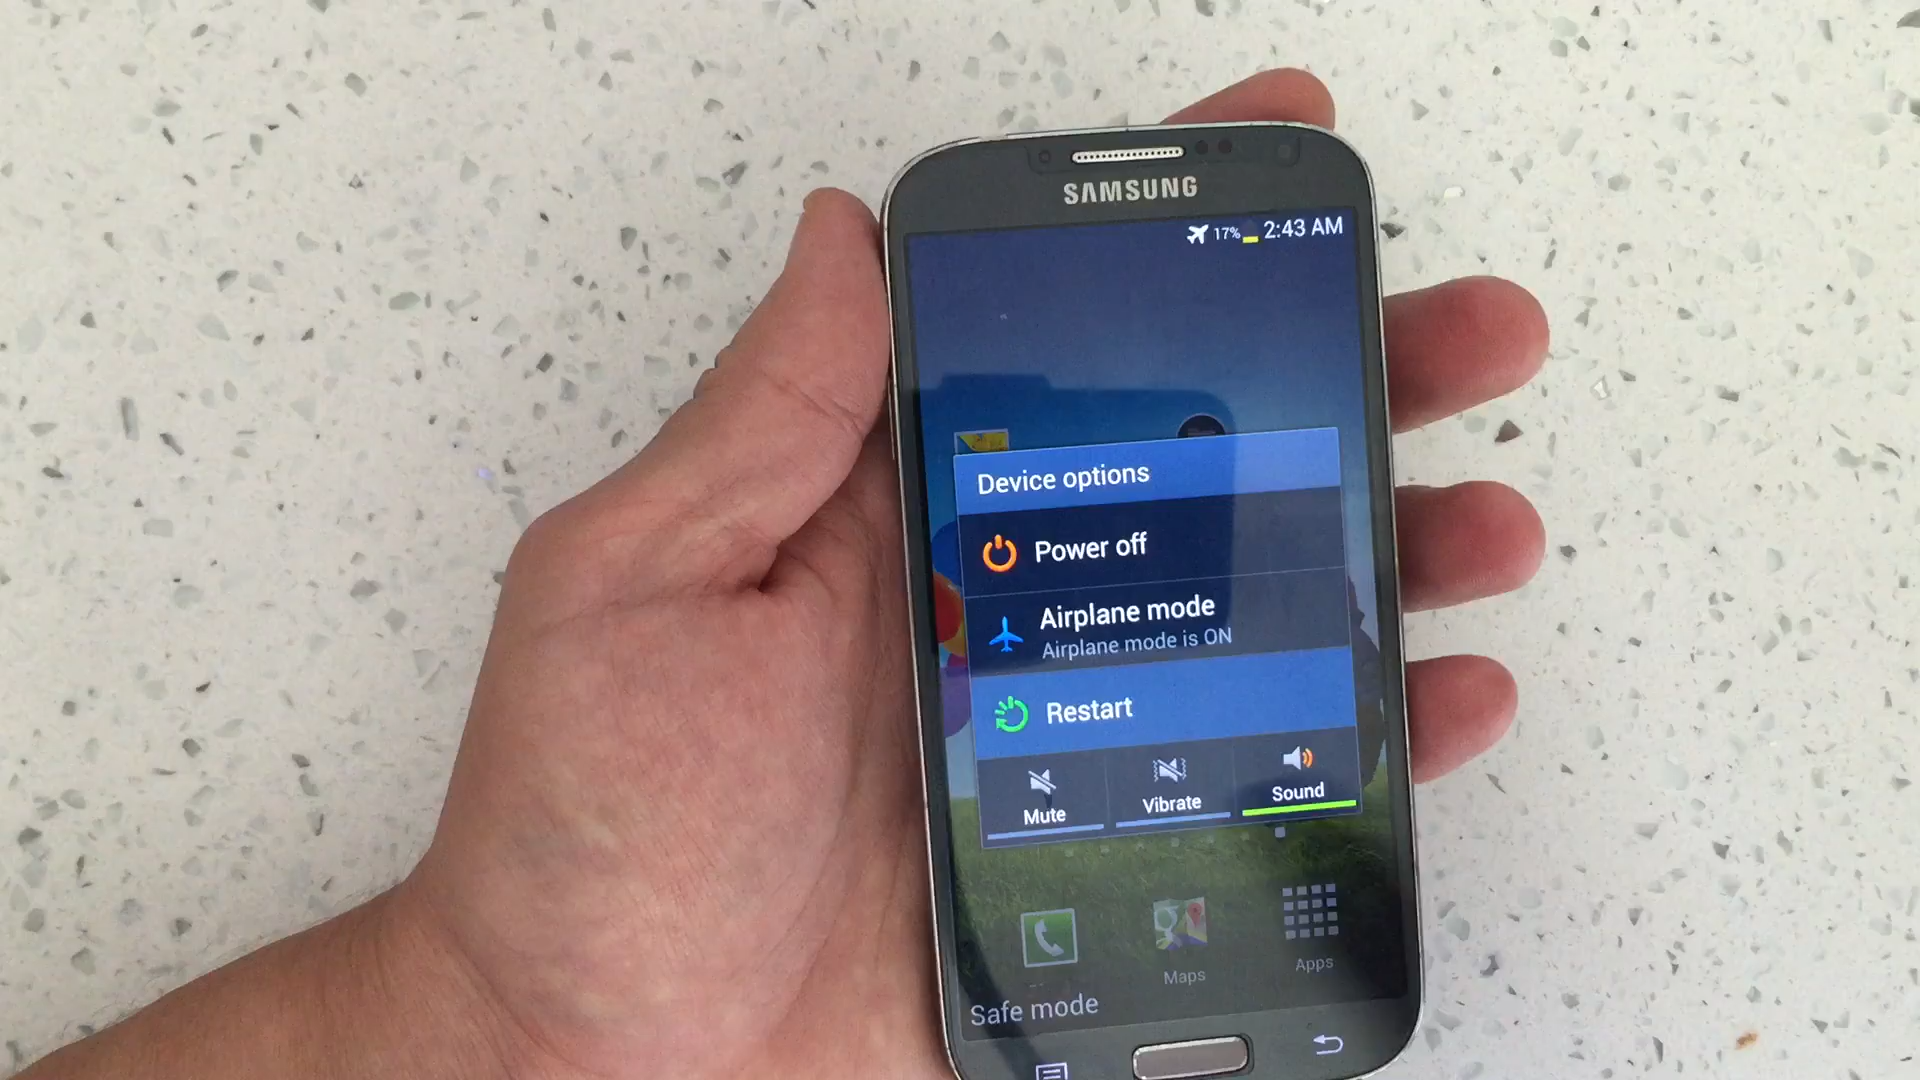 SAMSUNG
17% 2:43 AM
Device options
Power off
Airplane mode
Airplane mode is ON
Restart
Mute Vibrate Sound
Maps Apps
Safe mode